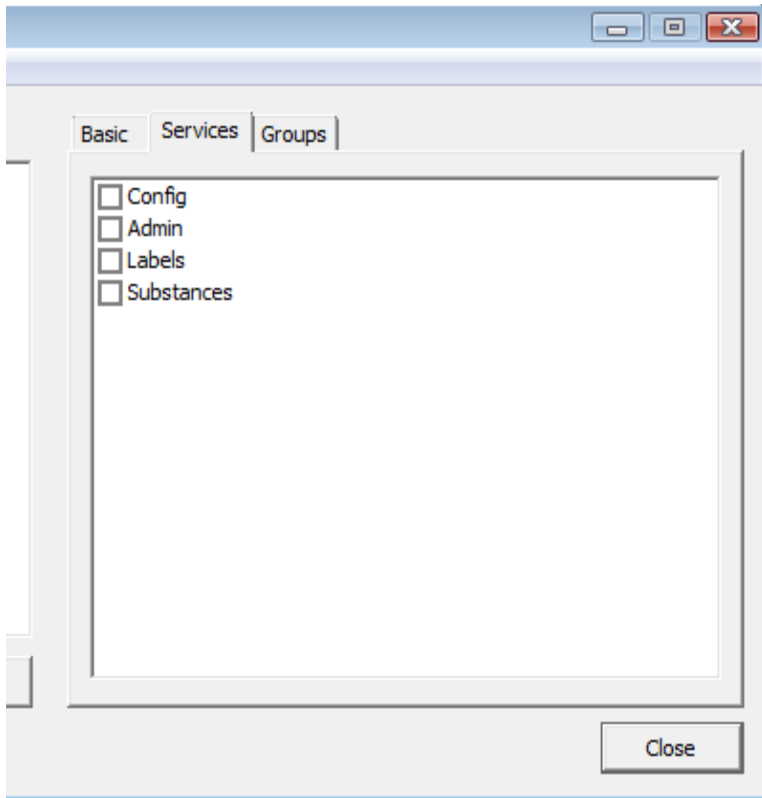 Basic Services Groups
Config
Admin
Labels
Substances
Close